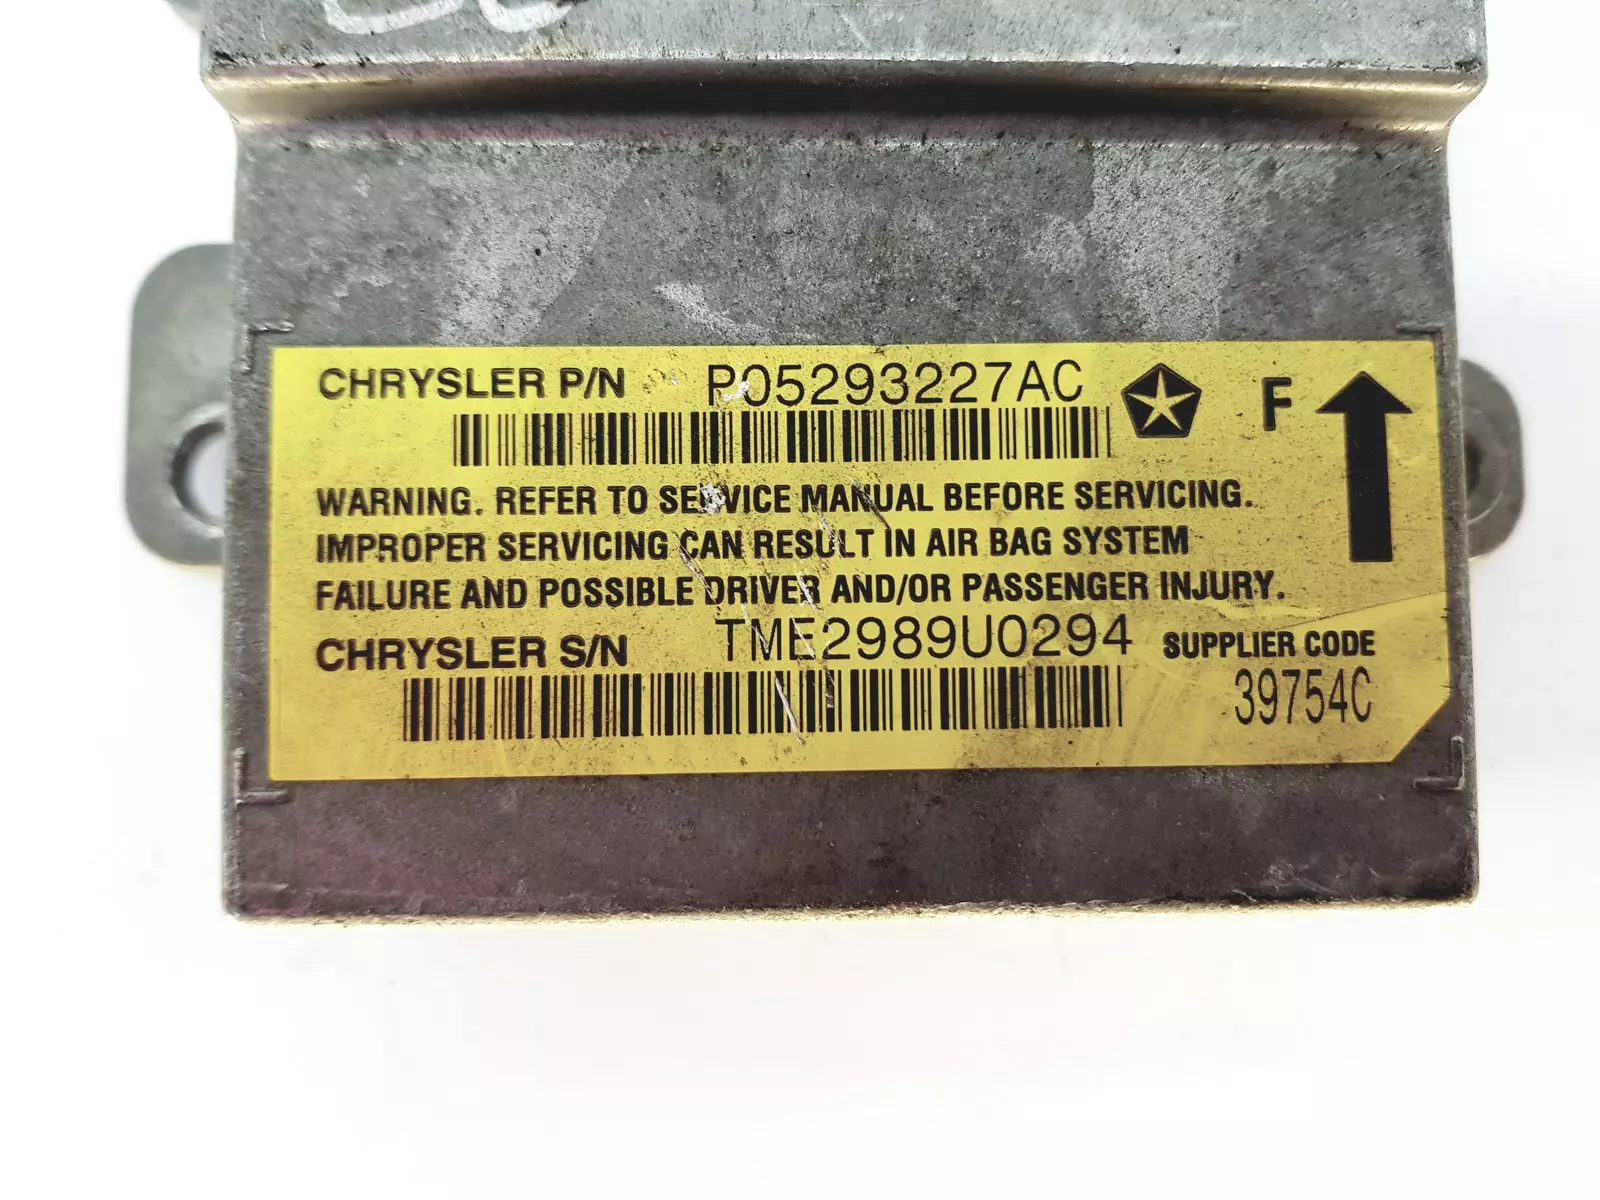 CHRYSLER P/N P05293227AC F
WARNING. REFER TO SERVICE MANUAL BEFORE SERVICING.
IMPROPER SERVICING CAN RESULT IN AIR BAG SYSTEM
FAILURE AND POSSIBLE DRIVER AND/OR PASSENGER INJURY.
CHRYSLER S/N TME2989U0294 SUPPLIER CODE
39754C